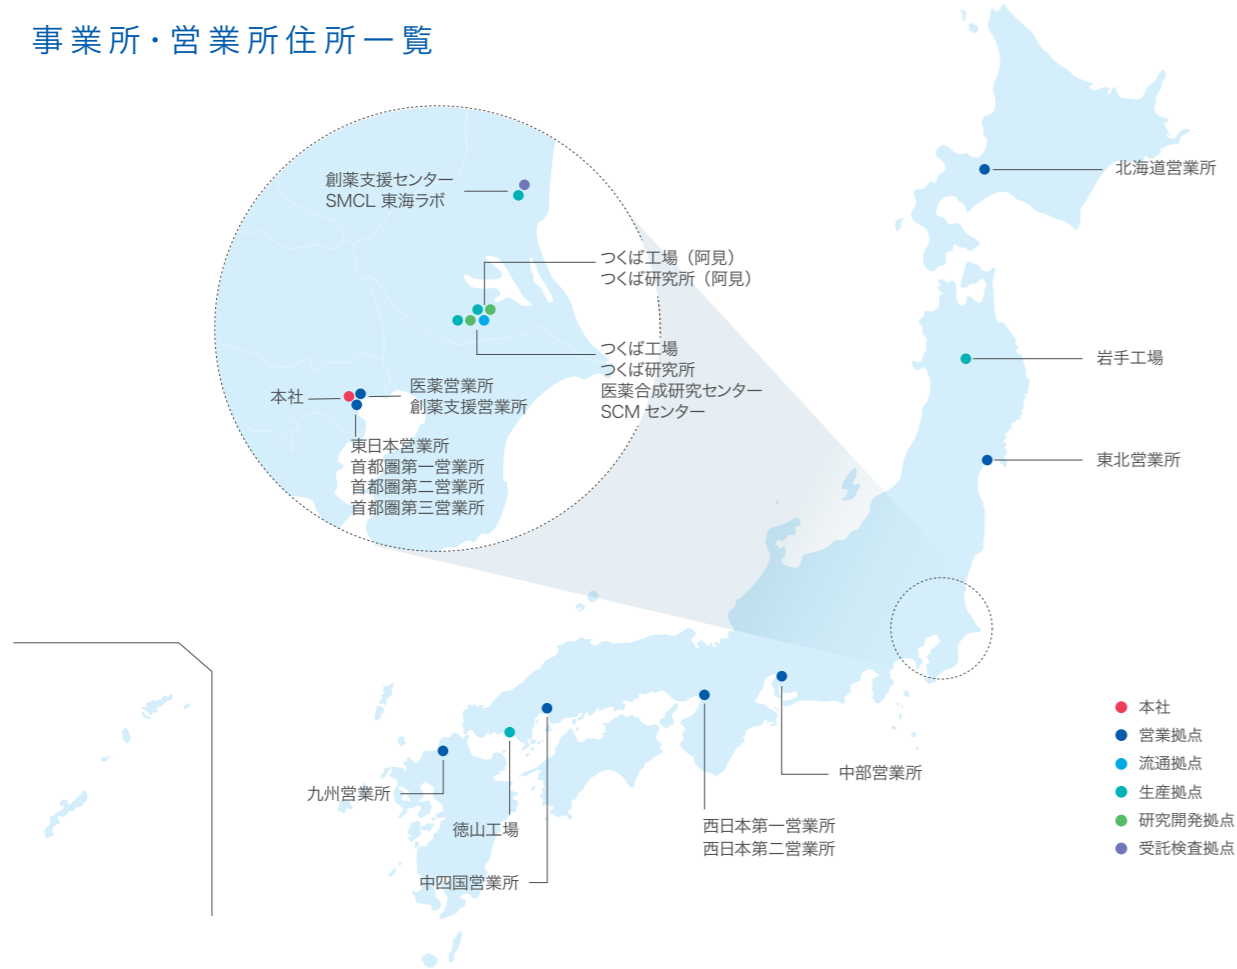 事業所・営業所住所一覧
創薬支援センター
SMCL 東海ラボ
つくば工場（阿見）
つくば研究所（阿見）
つくば工場
つくば研究所
医薬合成研究センター
SCM センター
本社
医薬営業所
創薬支援営業所
東日本営業所
首都圏第一営業所
首都圏第二営業所
首都圏第三営業所
北海道営業所
岩手工場
東北営業所
中部営業所
西日本第一営業所
西日本第二営業所
九州営業所
徳山工場
中四国営業所
本社
営業拠点
流通拠点
生産拠点
研究開発拠点
受託検査拠点